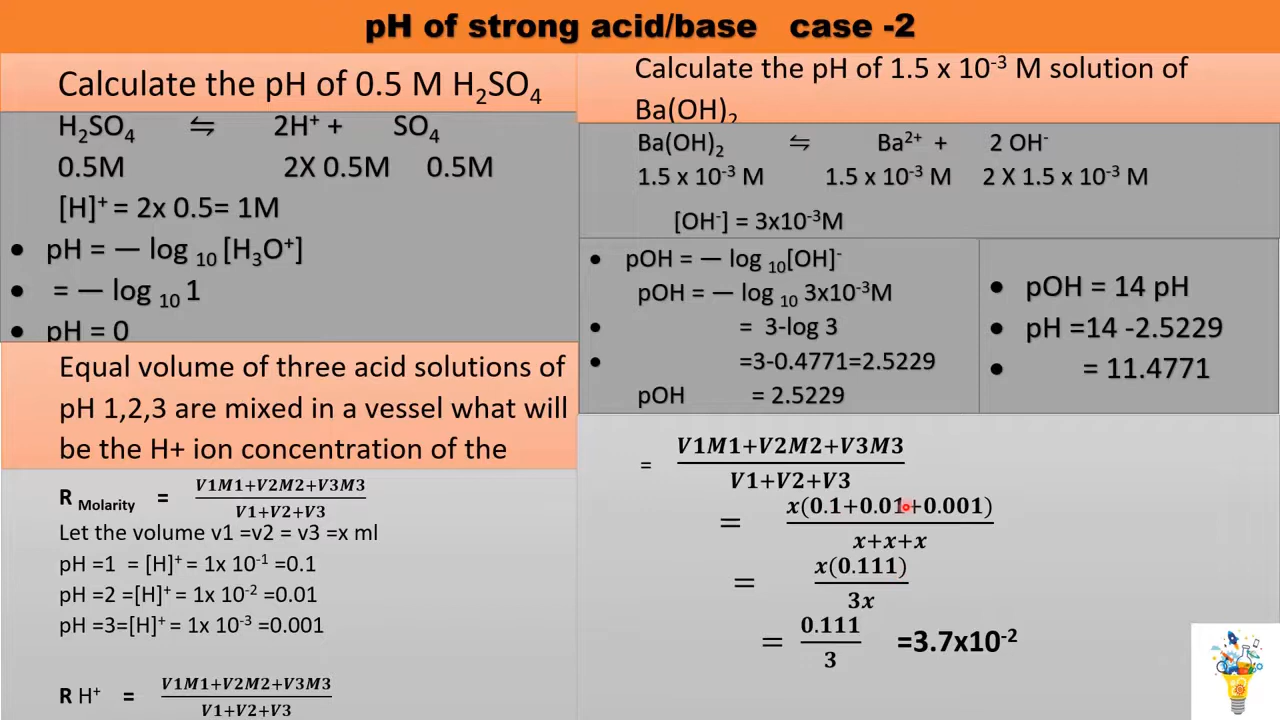 pH of strong acid/base case -2
Calculate the pH of 0.5 M H₂SO₄
H₂SO₄ ⇋ 2H⁺ + SO₄
0.5M 2X 0.5M 0.5M
[H]⁺ = 2x 0.5= 1M
• pH = — log ₁₀ [H₃O⁺]
• = — log ₁₀ 1
• pH = 0
Equal volume of three acid solutions of
pH 1,2,3 are mixed in a vessel what will
be the H+ ion concentration of the
R Molarity = V1M1+V2M2+V3M3
V1+V2+V3
Let the volume v1 =v2 = v3 =x ml
pH =1 = [H]⁺ = 1x 10⁻¹ =0.1
pH =2 =[H]⁺ = 1x 10⁻² =0.01
pH =3=[H]⁺ = 1x 10⁻³ =0.001
R H⁺ = V1M1+V2M2+V3M3
V1+V2+V3
Calculate the pH of 1.5 x 10⁻³ M solution of
Ba(OH)₂
Ba(OH)₂ ⇋ Ba²⁺ + 2 OH⁻
1.5 x 10⁻³ M 1.5 x 10⁻³ M 2 X 1.5 x 10⁻³ M
[OH⁻] = 3x10⁻³M
• pOH = — log ₁₀[OH]⁻
pOH = — log ₁₀ 3x10⁻³M
• = 3-log 3
• =3-0.4771=2.5229
pOH = 2.5229
• pOH = 14 pH
• pH =14 -2.5229
• = 11.4771
= V1M1+V2M2+V3M3
V1+V2+V3
= x(0.1+0.01+0.001)
x+x+x
= x(0.111)
3x
= 0.111 =3.7x10⁻²
3